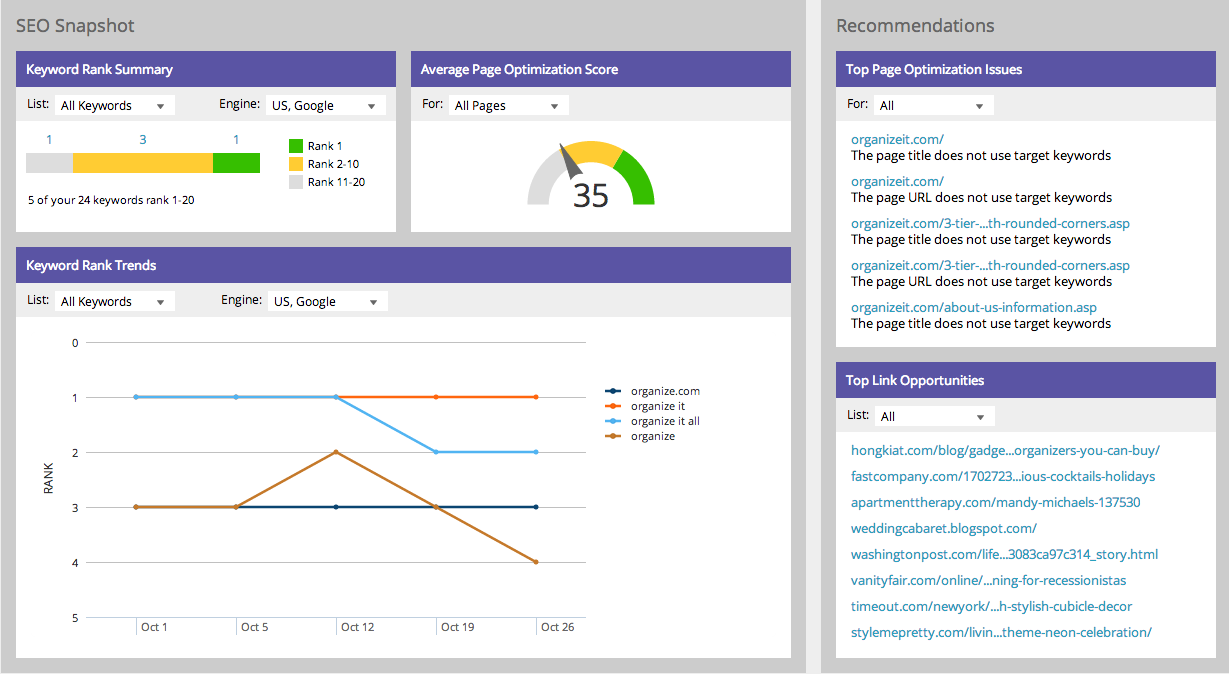 SEO Snapshot
Keyword Rank Summary
List: All Keywords
Engine: US, Google
1 3 1
Rank 1
Rank 2-10
Rank 11-20
5 of your 24 keywords rank 1-20
Average Page Optimization Score
For: All Pages
35
Keyword Rank Trends
List: All Keywords
Engine: US, Google
0
1
2
3
4
5
RANK
Oct 1
Oct 5
Oct 12
Oct 19
Oct 26
organize.com
organize it
organize it all
organize
Recommendations
Top Page Optimization Issues
For: All
organizeit.com/
The page title does not use target keywords
organizeit.com/
The page URL does not use target keywords
organizeit.com/3-tier-...th-rounded-corners.asp
The page title does not use target keywords
organizeit.com/3-tier-...th-rounded-corners.asp
The page URL does not use target keywords
organizeit.com/about-us-information.asp
The page title does not use target keywords
Top Link Opportunities
List: All
hongkiat.com/blog/gadge...organizers-you-can-buy/
fastcompany.com/1702723...ious-cocktails-holidays
apartmenttherapy.com/mandy-michaels-137530
weddingcabaret.blogspot.com/
washingtonpost.com/life...3083ca97c314_story.html
vanityfair.com/online/...ning-for-recessionistas
timeout.com/newyork/...h-stylish-cubicle-decor
stylemepretty.com/livin...theme-neon-celebration/